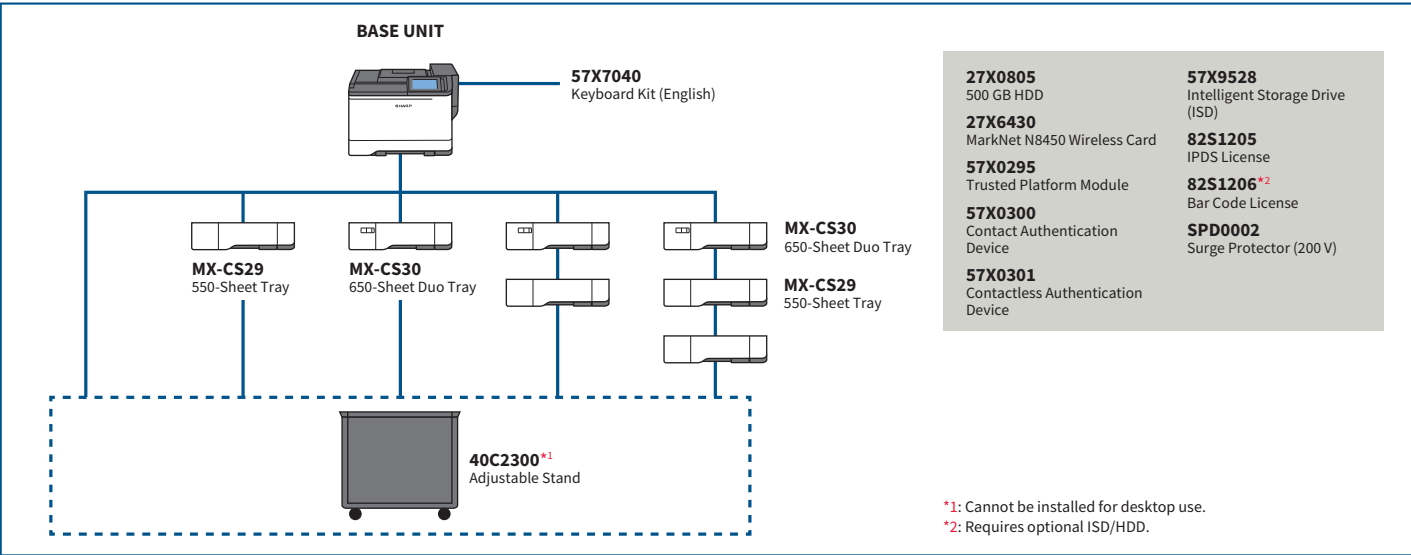 BASE UNIT
SHARP
57X7040
Keyboard Kit (English)
MX-CS29
550-Sheet Tray
MX-CS30
650-Sheet Duo Tray
MX-CS30
650-Sheet Duo Tray
MX-CS29
550-Sheet Tray
40C2300*1
Adjustable Stand
27X0805
500 GB HDD
27X6430
MarkNet N8450 Wireless Card
57X0295
Trusted Platform Module
57X0300
Contact Authentication
Device
57X0301
Contactless Authentication
Device
57X9528
Intelligent Storage Drive
(ISD)
82S1205
IPDS License
82S1206*2
Bar Code License
SPD0002
Surge Protector (200 V)
*1: Cannot be installed for desktop use.
*2: Requires optional ISD/HDD.